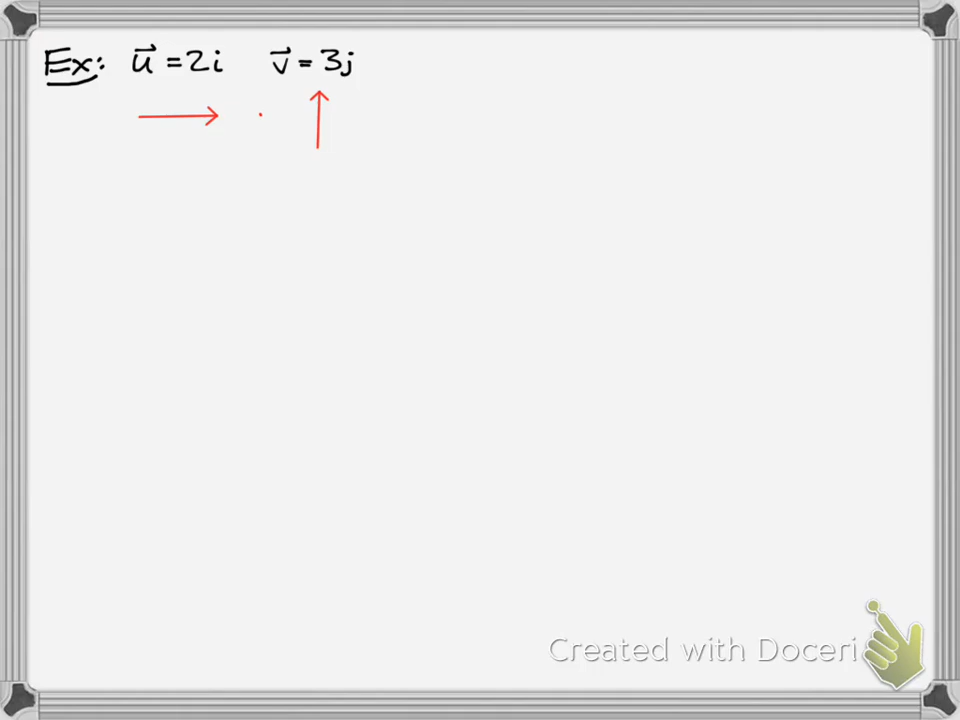 Ex: u⃗ = 2i v⃗ = 3j
Created with Doceri